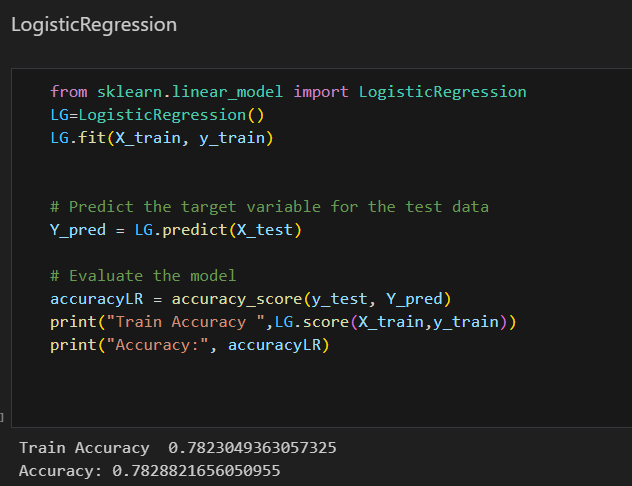 LogisticRegression
from sklearn.linear_model import LogisticRegression
LG=LogisticRegression()
LG.fit(X_train, y_train)
# Predict the target variable for the test data
Y_pred = LG.predict(X_test)
# Evaluate the model
accuracyLR = accuracy_score(y_test, Y_pred)
print("Train Accuracy ",LG.score(X_train,y_train))
print("Accuracy:", accuracyLR)
]
Train Accuracy  0.7823049363057325
Accuracy: 0.7828821656050955